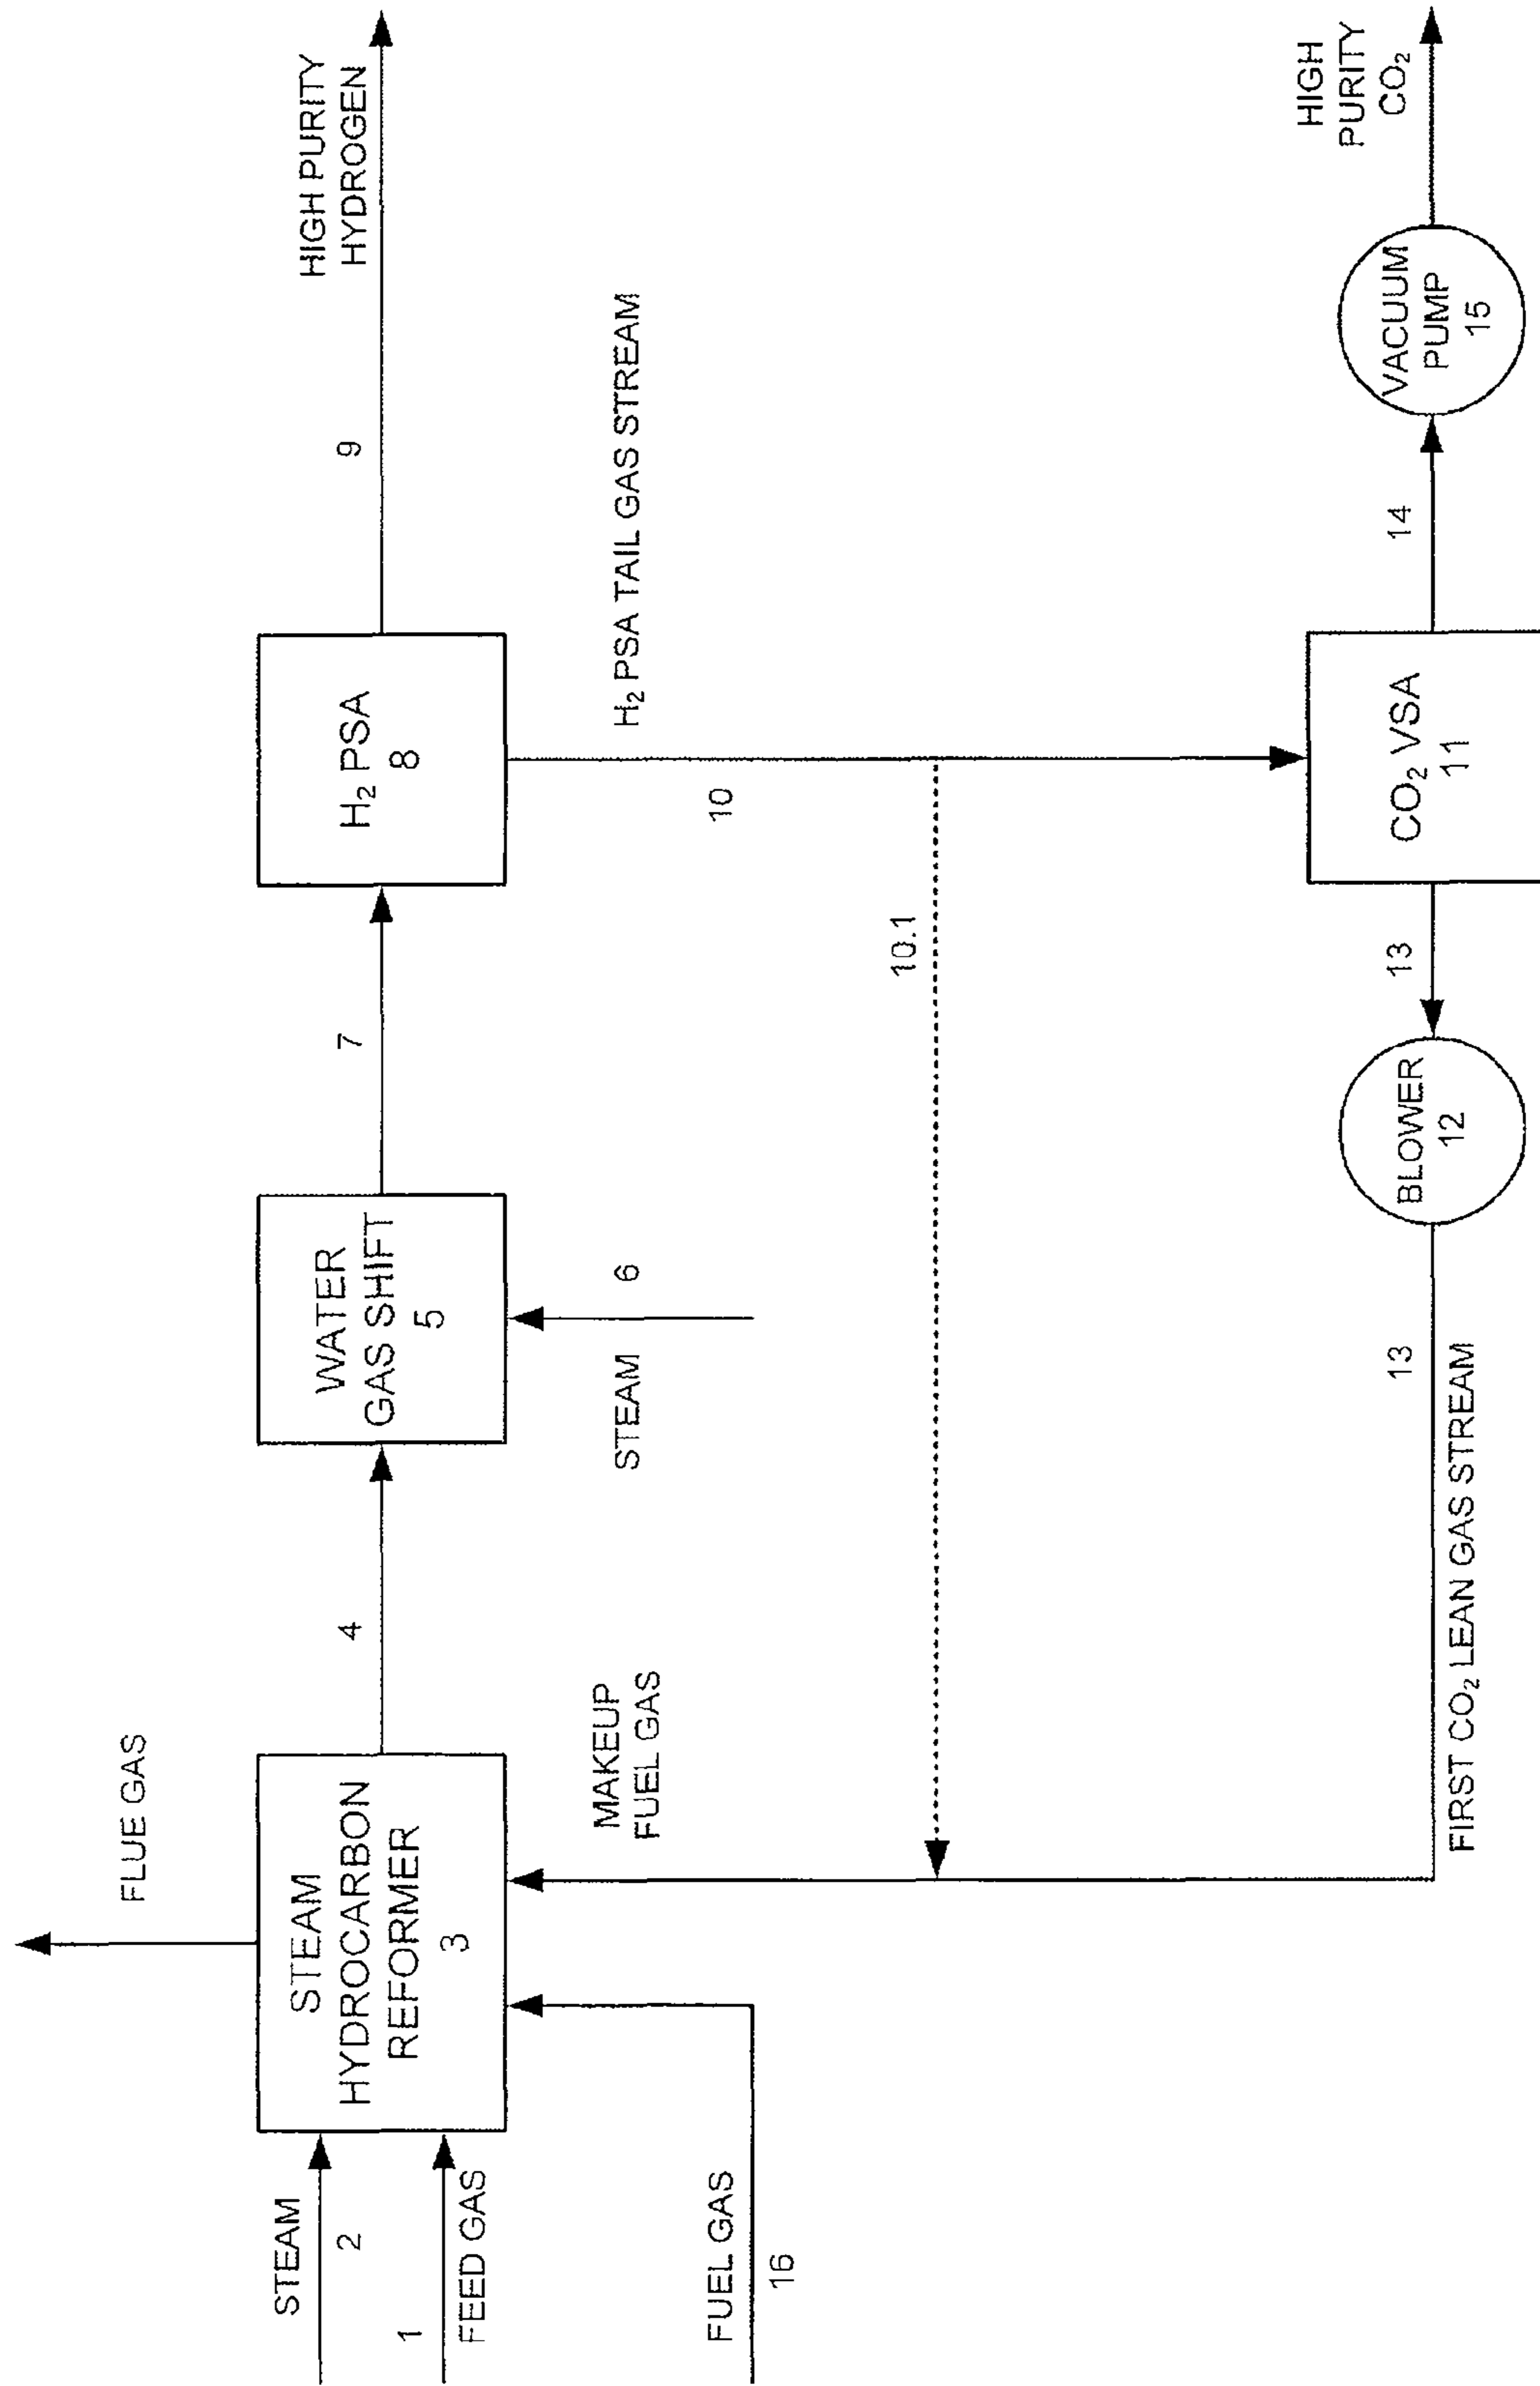 FLUE GAS
HIGH PURITY
HYDROGEN
STEAM
2
1
FEED GAS
STEAM
HYDROCARBON
REFORMER
3
4
WATER
GAS SHIFT
5
7
H₂ PSA
8
9
FUEL GAS
16
MAKEUP
FUEL GAS
STEAM
6
10
H₂ PSA TAIL GAS STREAM
10.1
FIRST CO₂ LEAN GAS STREAM
13
BLOWER
12
13
CO₂ VSA
11
14
VACUUM
PUMP
15
HIGH
PURITY
CO₂